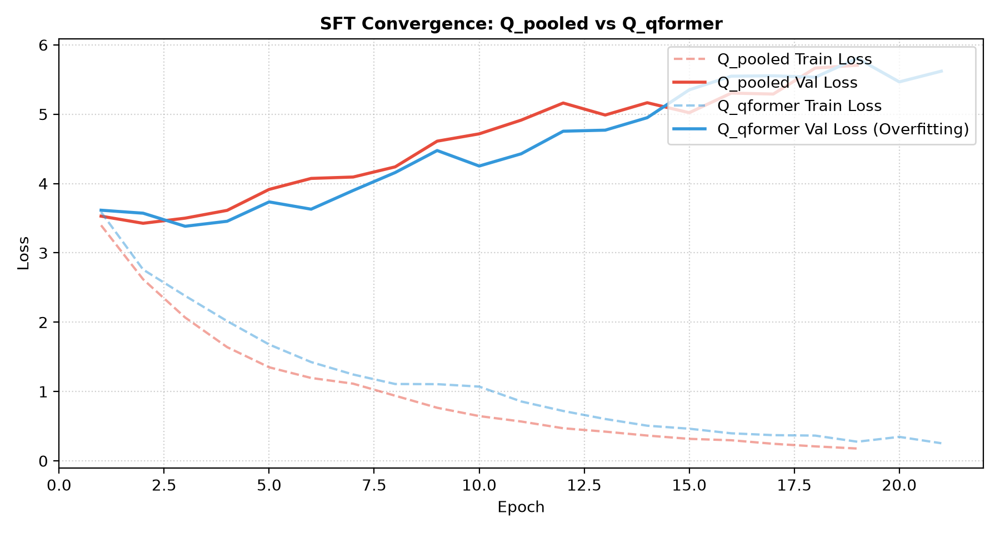 SFT Convergence: Q_pooled vs Q_qformer
6
5
4
3
2
1
0
Loss
Q_pooled Train Loss
Q_pooled Val Loss
Q_qformer Train Loss
Q_qformer Val Loss (Overfitting)
0.0 2.5 5.0 7.5 10.0 12.5 15.0 17.5 20.0
Epoch